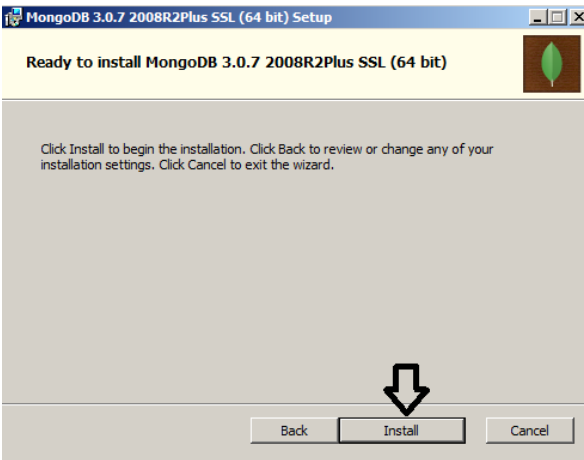 MongoDB 3.0.7 2008R2Plus SSL (64 bit) Setup
Ready to install MongoDB 3.0.7 2008R2Plus SSL (64 bit)
Click Install to begin the installation. Click Back to review or change any of your
installation settings. Click Cancel to exit the wizard.
Back Install Cancel